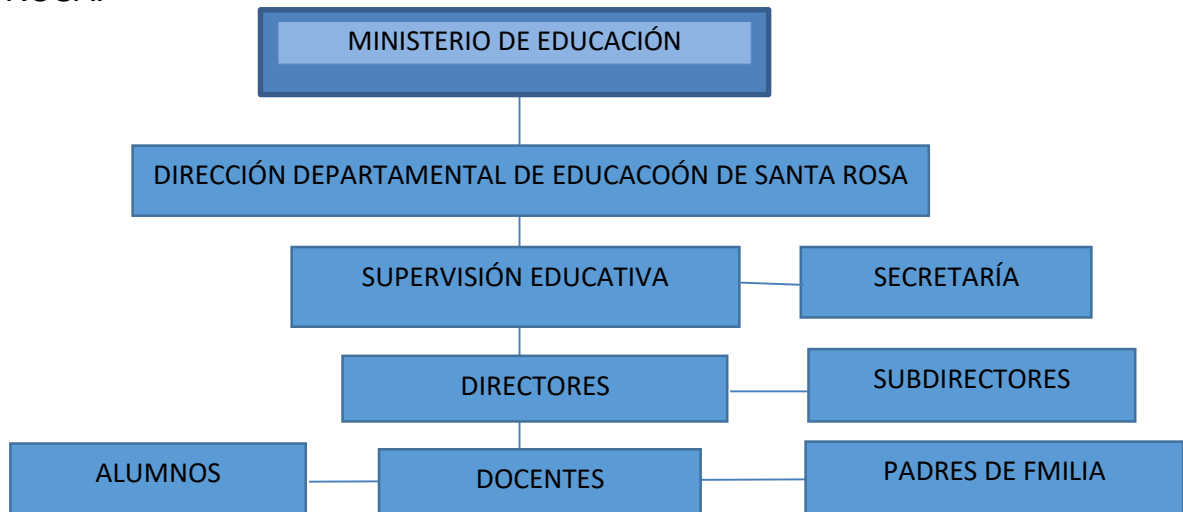 MINISTERIO DE EDUCACIÓN
DIRECCIÓN DEPARTAMENTAL DE EDUCACOÓN DE SANTA ROSA
SUPERVISIÓN EDUCATIVA
SECRETARÍA
DIRECTORES
SUBDIRECTORES
ALUMNOS
DOCENTES
PADRES DE FMILIA